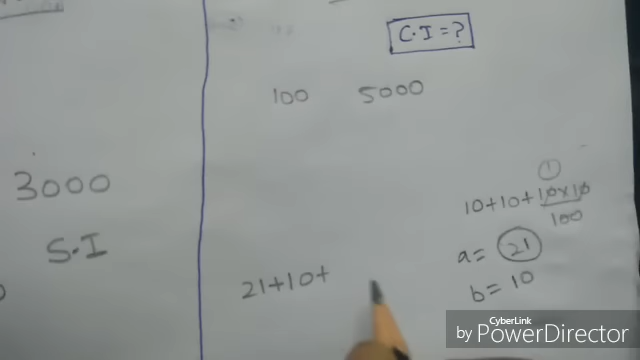 C.I = ?
100 5000
3000
S.I
1
10+10+10×10
100
a= 21
b= 10
21+10+
CyberLink
by PowerDirector